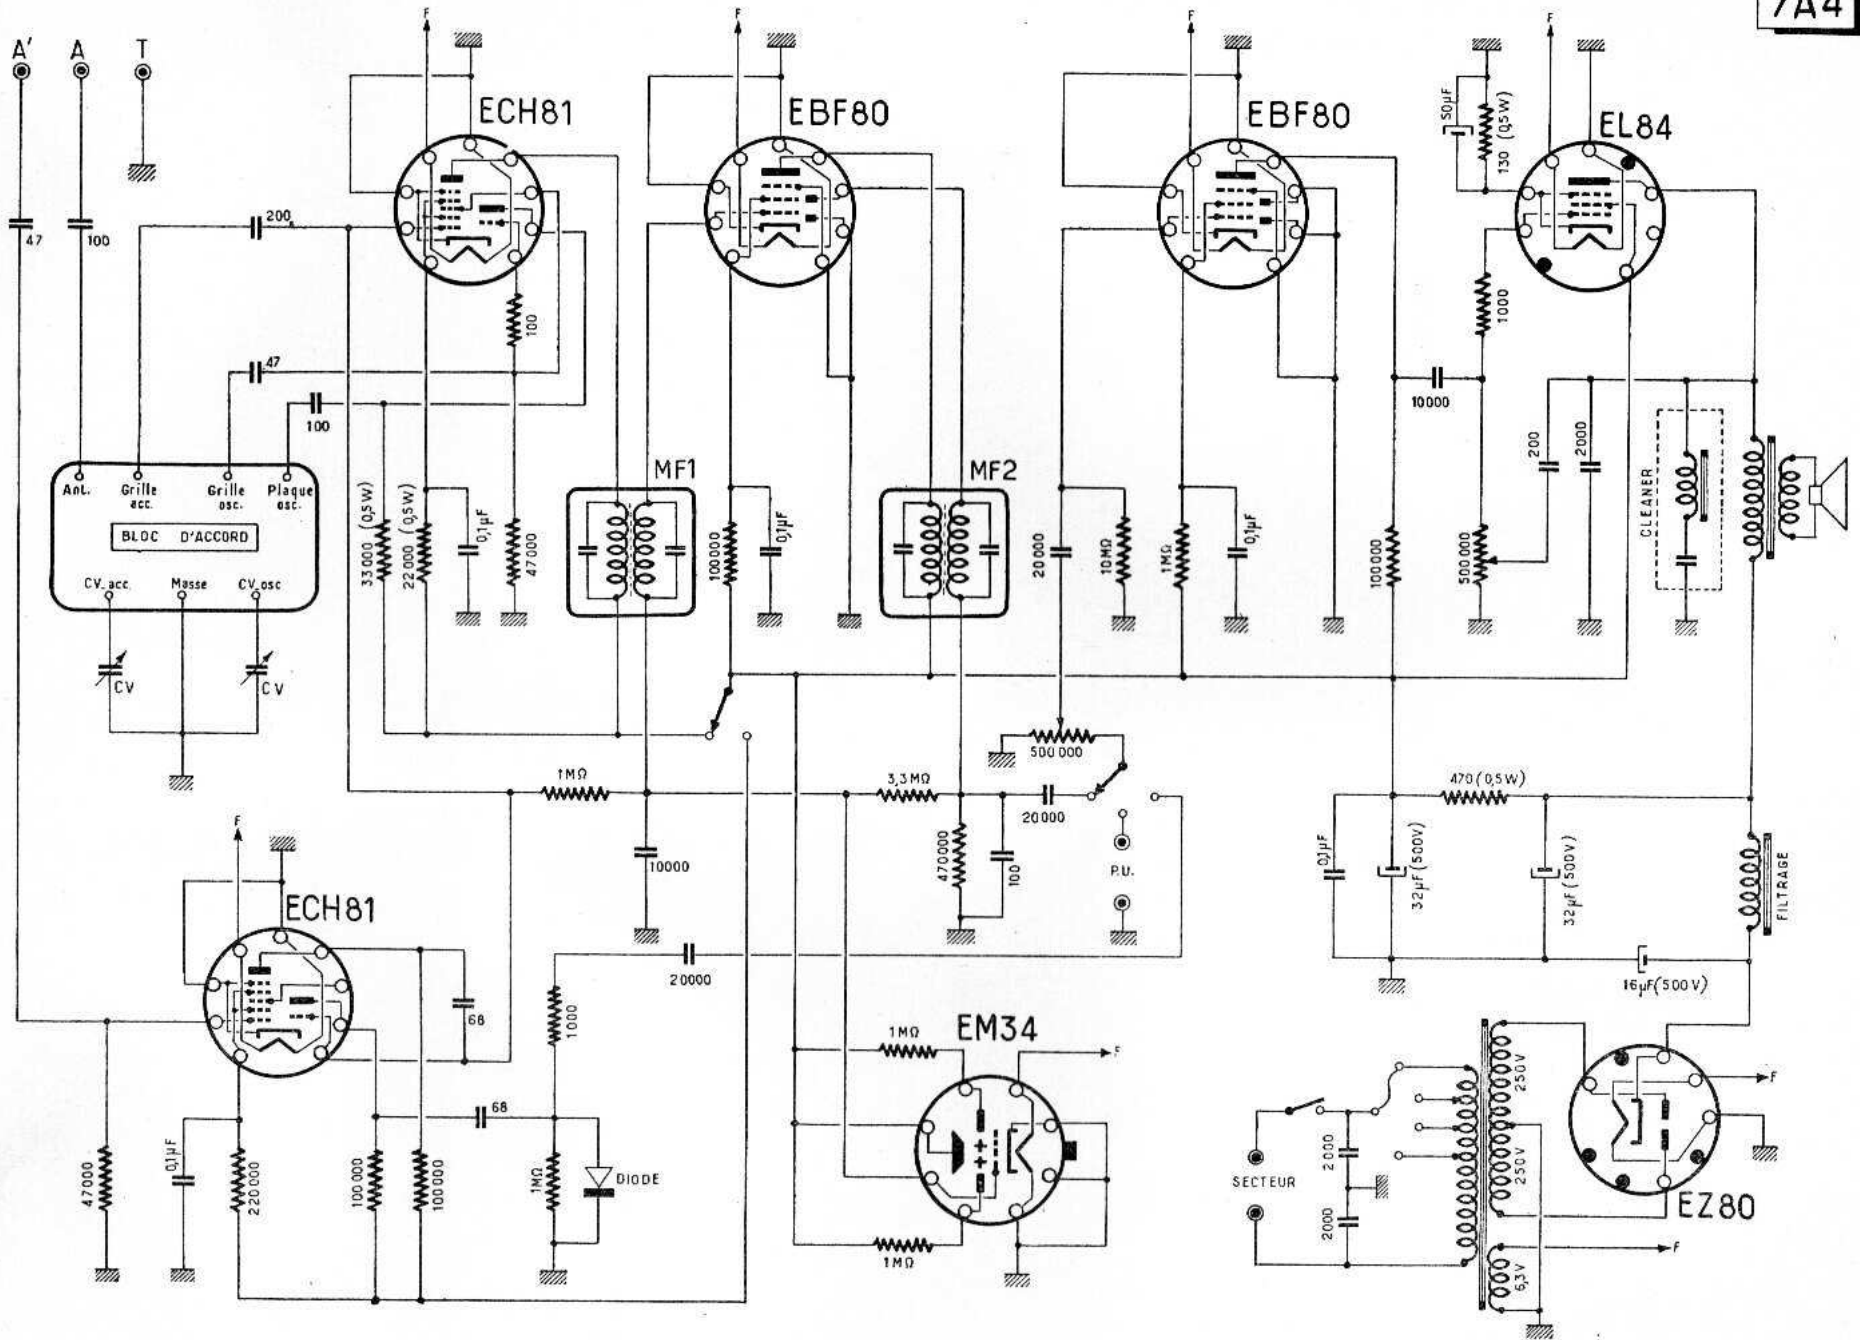 7A4
A' A T
F
F
F
F
ECH81
EBF80
EBF80
EL84
50µF
130 (0,5W)
47
100
200
100
1000
47
100
10000
200
2000
CLEANER
Ant. Grille acc. Grille osc. Plaque osc.
BLOC D'ACCORD
CV. acc. Masse CV. osc
CV
CV
33000 (0,5W)
22000 (0,5W)
0,1µF
47000
MF1
100000
0,1µF
MF2
20000
10MΩ
1MΩ
0,1µF
100000
500000
500000
1MΩ
3,3MΩ
20000
470(0,5W)
10000
470000
100
P.U.
0,1µF
32µF(500V)
32µF(500V)
FILTRAGE
16µF(500V)
F
ECH81
68
20000
1000
68
47000
0,1µF
220000
100000
100000
1MΩ
DIODE
EM34
1MΩ
F
1MΩ
SECTEUR
2000
2000
250V
250V
6,3V
F
F
EZ80